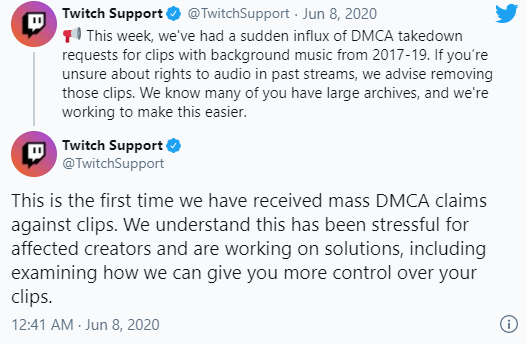 Twitch Support @TwitchSupport · Jun 8, 2020
📢 This week, we've had a sudden influx of DMCA takedown
requests for clips with background music from 2017-19. If you’re
unsure about rights to audio in past streams, we advise removing
those clips. We know many of you have large archives, and we're
working to make this easier.
Twitch Support
@TwitchSupport
This is the first time we have received mass DMCA claims
against clips. We understand this has been stressful for
affected creators and are working on solutions, including
examining how we can give you more control over your
clips.
12:41 AM · Jun 8, 2020